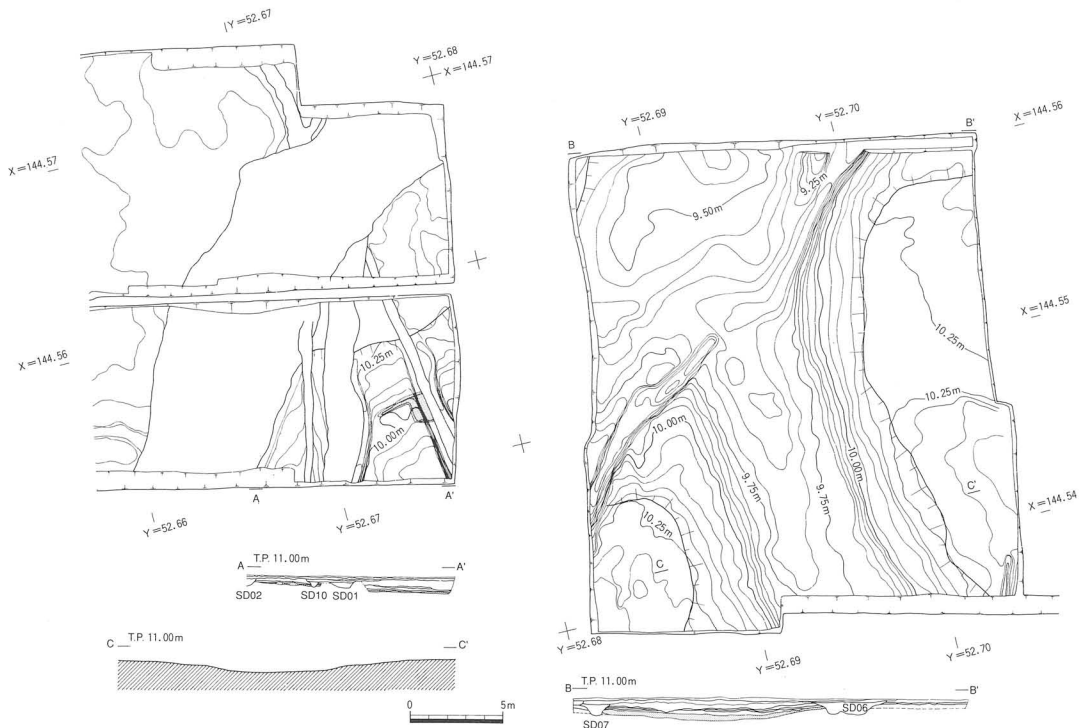 Y=52.67
Y=52.68
X=144.57
X=144.57
X=144.56
10.25m
10.00m
A
A'
Y=52.66
Y=52.67
A T.P. 11.00m A'
SD02 SD10 SD01
C T.P. 11.00m C'
0 5m
Y=52.69
Y=52.70
B'
X=144.56
B
9.25m
9.50m
X=144.55
10.25m
10.25m
10.00m
10.00m
9.75m
9.75m
C'
X=144.54
10.25m
C
Y=52.68
Y=52.69
Y=52.70
B T.P. 11.00m B'
SD06
SD07